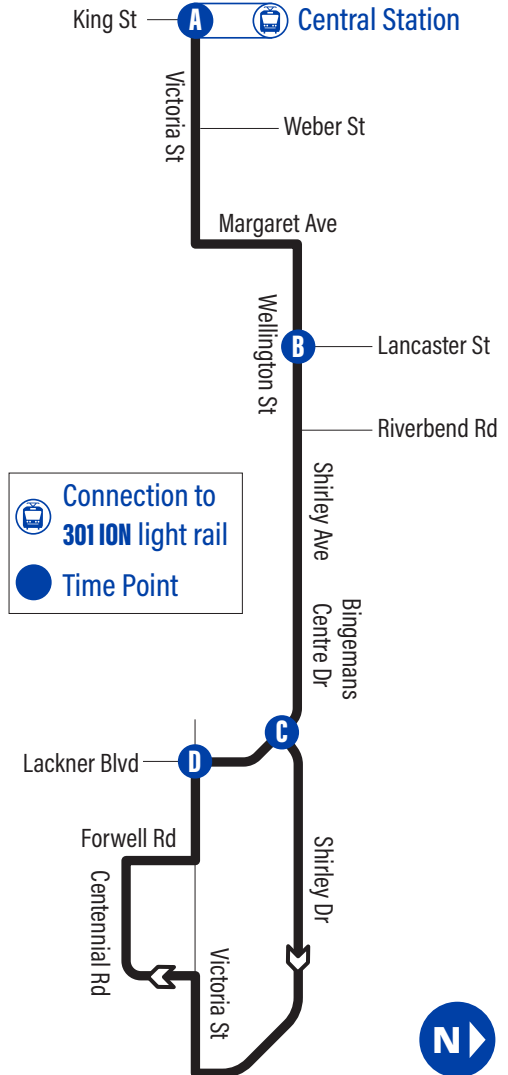 King St
A
Central Station
Victoria St
Weber St
Margaret Ave
Wellington St
B
Lancaster St
Riverbend Rd
Connection to
301 ION light rail
Time Point
Shirley Ave
Bingemans
Centre Dr
C
D
Lackner Blvd
Forwell Rd
Centennial Rd
Shirley Dr
Victoria St
N